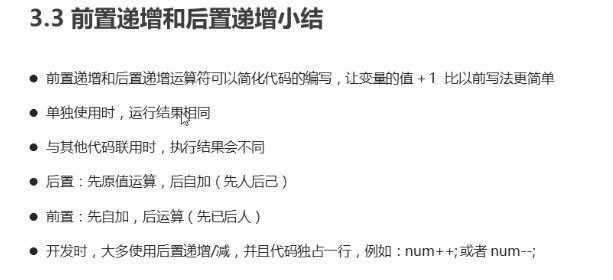 3.3 前置递增和后置递增小结
● 前置递增和后置递增运算符可以简化代码的编写，让变量的值 + 1 比以前写法更简单
● 单独使用时，运行结果相同
● 与其他代码联用时，执行结果会不同
● 后置：先原值运算，后自加（先人后己）
● 前置：先自加，后运算（先已后人）
● 开发时，大多使用后置递增/减，并且代码独占一行，例如：num++; 或者 num--;